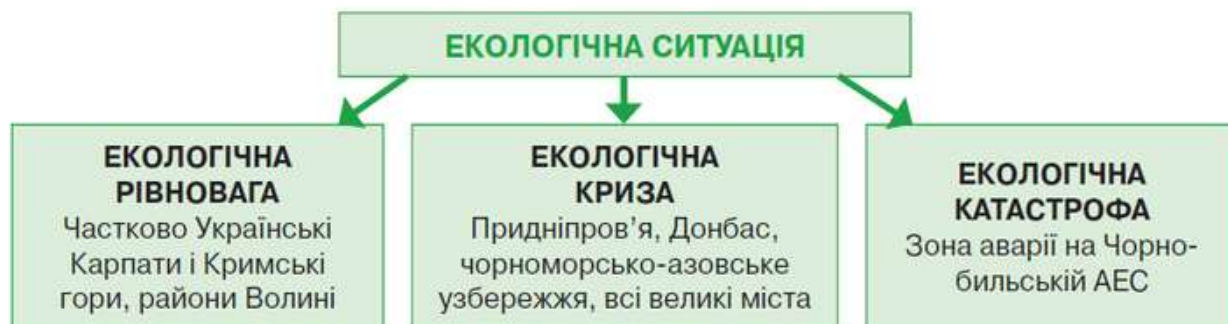 ЕКОЛОГІЧНА СИТУАЦІЯ
ЕКОЛОГІЧНА
РІВНОВАГА
Частково Українські
Карпати і Кримські
гори, райони Волині
ЕКОЛОГІЧНА
КРИЗА
Придніпров’я, Донбас,
чорноморсько-азовське
узбережжя, всі великі міста
ЕКОЛОГІЧНА
КАТАСТРОФА
Зона аварії на Чорно-
бильській АЕС